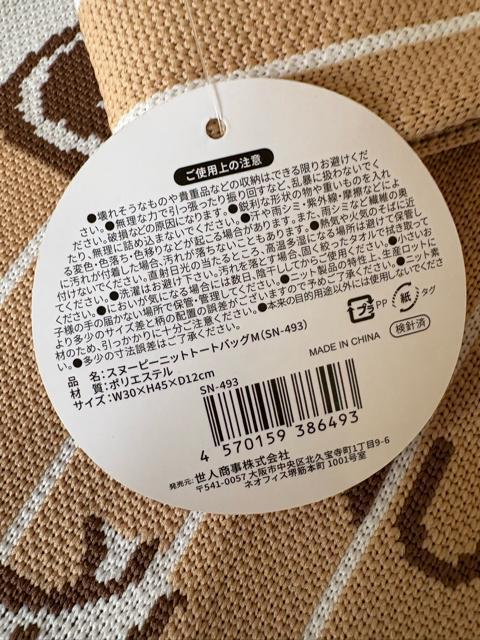 ご使用上の注意
●壊れそうなものや貴重品などの収納はできる限りお避けくだ
さい。●無理な力で引っ張ったり振り回すなど、乱暴に扱わないでく
ださい。破損などの原因になります。●鋭利な形状の物や重いものを入れ
たり、無理に詰め込まないでください。●汗や雨ジミ・紫外線・摩擦などによ
る変色・色落ち・色移りなどが起こる場合があります。また、雨ジミなど繊維の奥
に汚れが付着した場合、汚れが落ちないこともあります。●熱気や火のそばに近
付けないでください。直射日光の当たるところ、高温多湿になる場所は避けて保管し
てください。●洗濯はお避け下さい。汚れを落とす場合、固く絞ったタオルで拭き取って
ください。●においが気になる場合には数日、陰干ししてからご使用ください。●小さいお
子様の手の届かない場所で保管・管理してください。●ニット製品の特性上、生産ロットに
より多少のサイズ差と柄の配置の誤差がございますので予めご了承ください。●ニット素
材のため、引っかかりに十分ご注意ください。●本来の目的用途以外には使用しないでださ
い。●多少の寸法誤差はご了承ください。
品 名：スヌーピーニットトートバッグM（SN-493）
材 質：ポリエステル
サイズ：W30×H45×D12cm
プラ PP 紙 タグ
MADE IN CHINA
検針済
SN-493
4 570159 386493
発売元：世人商事株式会社
〒541-0057 大阪市中央区北久宝寺町1丁目9-6
ネオフィス堺筋本町 1001号室